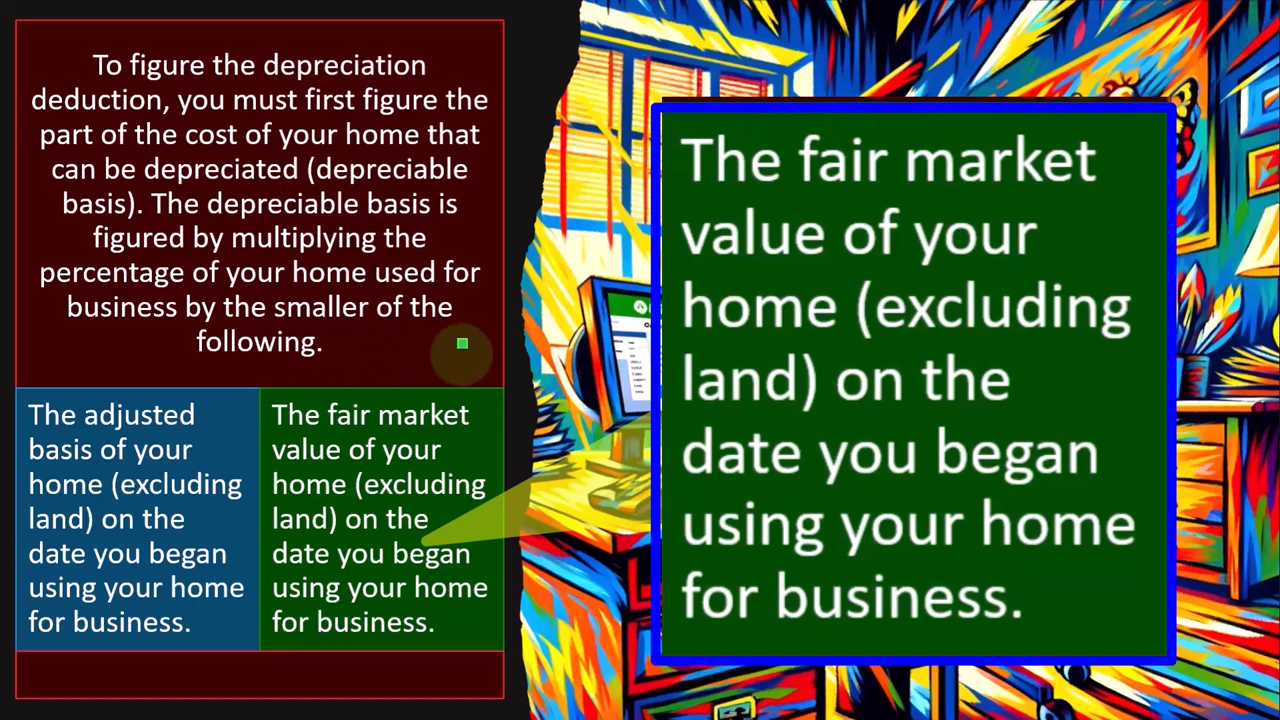 To figure the depreciation
deduction, you must first figure the
part of the cost of your home that
can be depreciated (depreciable
basis). The depreciable basis is
figured by multiplying the
percentage of your home used for
business by the smaller of the
following.
The adjusted
basis of your
home (excluding
land) on the
date you began
using your home
for business.
The fair market
value of your
home (excluding
land) on the
date you began
using your home
for business.
The fair market
value of your
home (excluding
land) on the
date you began
using your home
for business.